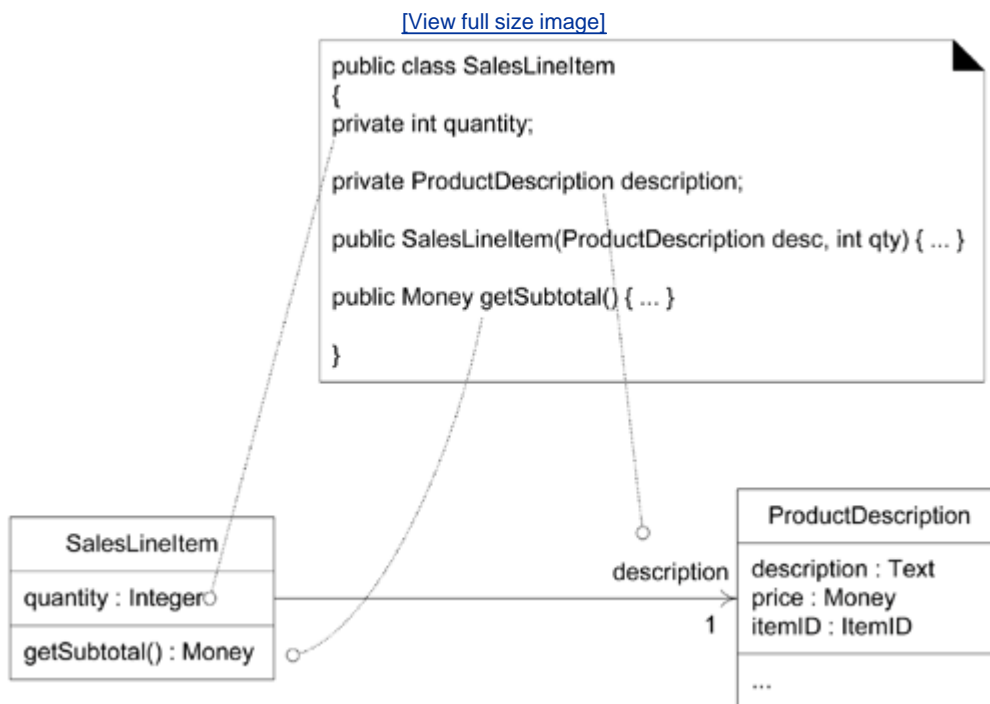 [View full size image]
public class SalesLineItem
{
private int quantity;
private ProductDescription description;
public SalesLineItem(ProductDescription desc, int qty) { ... }
public Money getSubtotal() { ... }
}
SalesLineItem
quantity : Integer
getSubtotal() : Money
description
1
ProductDescription
description : Text
price : Money
itemID : ItemID
...